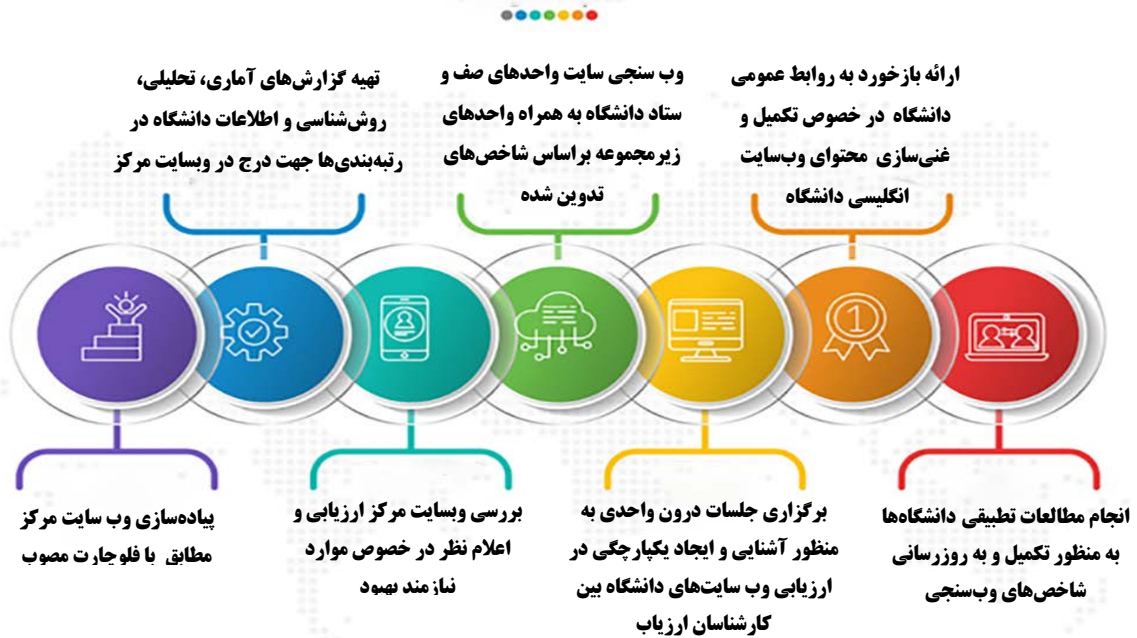 ارائه بازخورد به روابط عمومی
دانشگاه در خصوص تکمیل و
غنی‌سازی محتوای وب‌سایت
انگلیسی دانشگاه
وب سنجی سایت واحدهای صف و
ستاد دانشگاه به همراه واحدهای
زیرمجموعه براساس شاخص‌های
تدوین شده
تهیه گزارش‌های آماری، تحلیلی،
روش‌شناسی و اطلاعات دانشگاه در
رتبه‌بندی‌ها جهت درج در وبسایت مرکز
1
انجام مطالعات تطبیقی دانشگاه‌ها
به منظور تکمیل و به روزرسانی
شاخص‌های وب‌سنجی
برگزاری جلسات درون واحدی به
منظور آشنایی و ایجاد یکپارچگی در
ارزیابی وب سایت‌های دانشگاه بین
کارشناسان ارزیاب
بررسی وبسایت مرکز ارزیابی و
اعلام نظر در خصوص موارد
نیازمند بهبود
پیاده‌سازی وب سایت مرکز
مطابق با فلوچارت مصوب